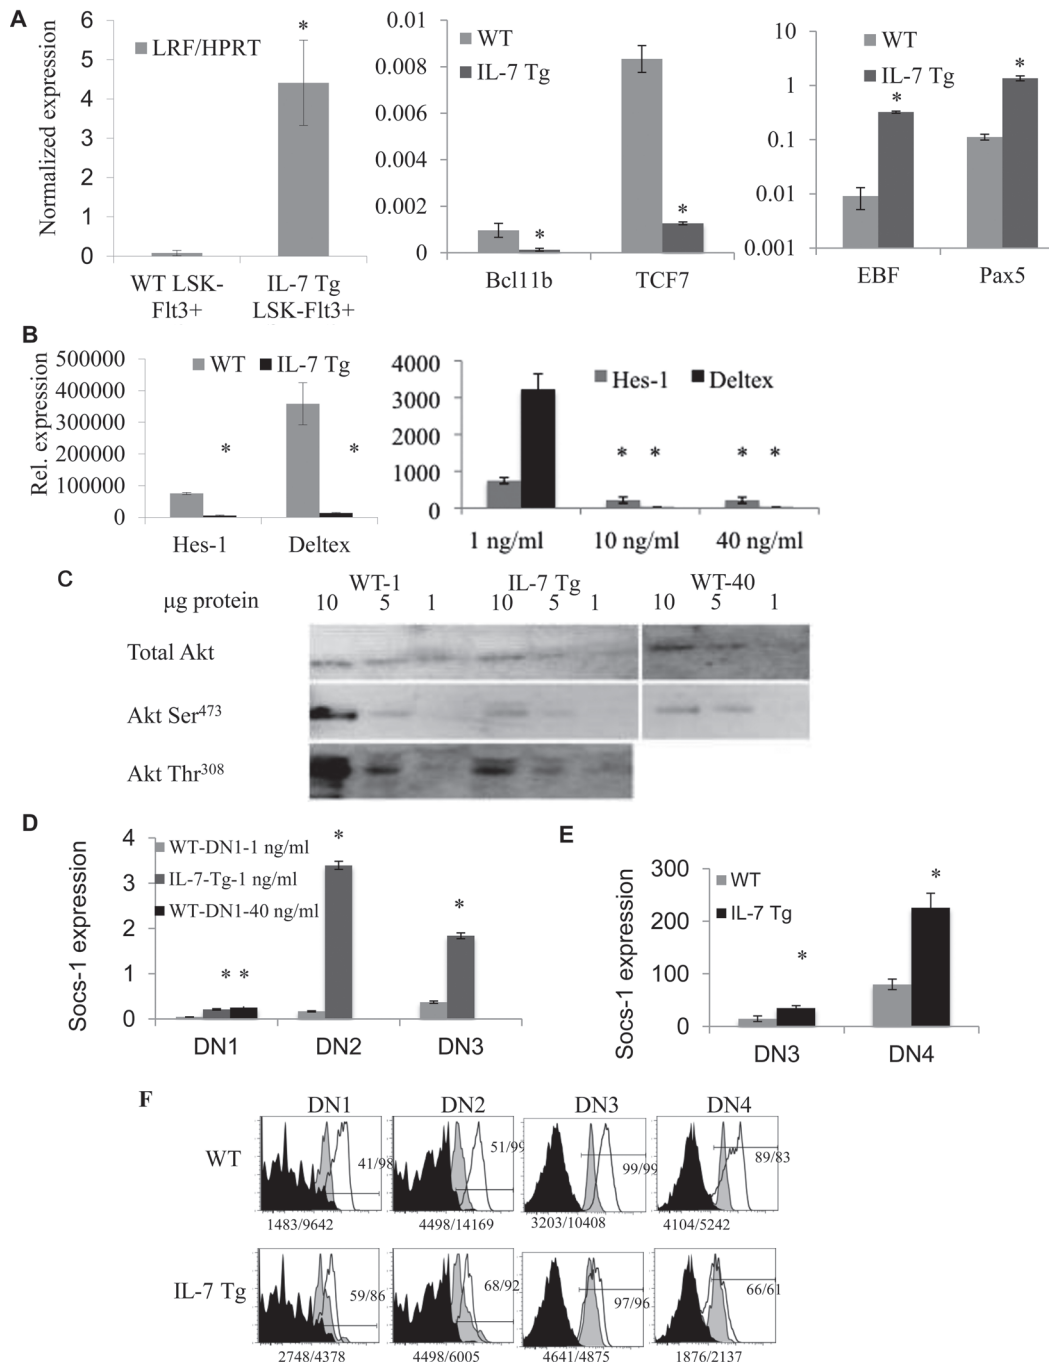 A
Normalized expression
6
5
4
3
2
1
0
LRF/HPRT
*
WT LSK-
Flt3+
IL-7 Tg
LSK-Flt3+
0.01
0.008
0.006
0.004
0.002
0
WT
IL-7 Tg
*
*
Bcl11b
TCF7
10
1
0.1
0.01
0.001
WT
IL-7 Tg
*
*
EBF
Pax5
B
Rel. expression
500000
400000
300000
200000
100000
0
WT
IL-7 Tg
*
*
Hes-1
Deltex
4000
3000
2000
1000
0
Hes-1
Deltex
* *
* *
1 ng/ml
10 ng/ml
40 ng/ml
C
WT-1
IL-7 Tg
WT-40
µg protein
10 5 1 10 5 1 10 5 1
Total Akt
Akt Ser473
Akt Thr308
D
Socs-1 expression
4
3
2
1
0
WT-DN1-1 ng/ml
IL-7-Tg-1 ng/ml
WT-DN1-40 ng/ml
* *
*
*
DN1
DN2
DN3
E
Socs-1 expression
300
200
100
0
WT
IL-7 Tg
*
*
DN3
DN4
F
DN1
DN2
DN3
DN4
WT
41/98
51/99
99/99
89/83
1483/9642
4498/14169
3203/10408
4104/5242
IL-7 Tg
59/86
68/92
97/96
66/61
2748/4378
4498/6005
4641/4875
1876/2137